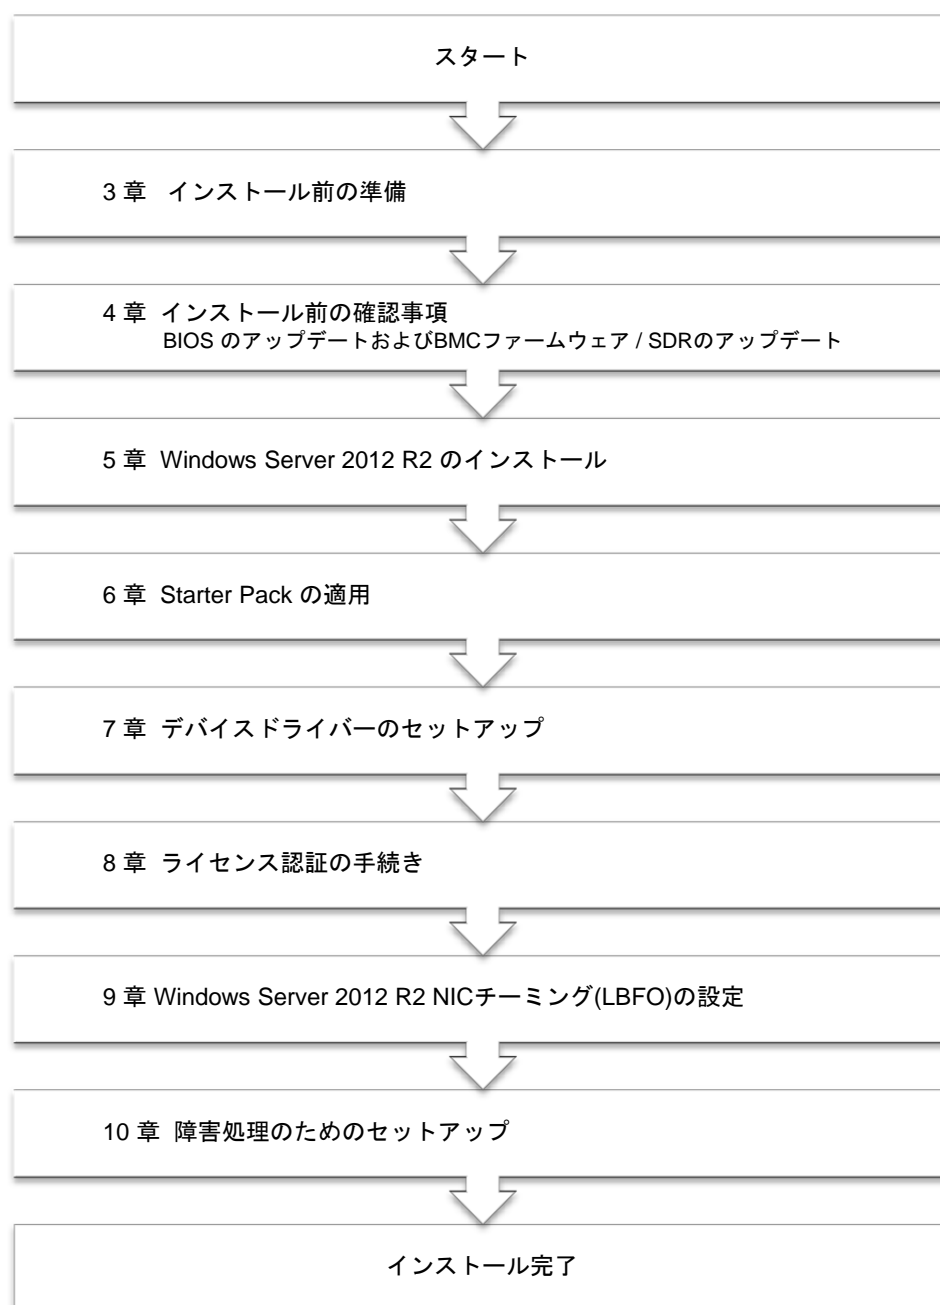 スタート
3 章 インストール前の準備
4 章 インストール前の確認事項
BIOS のアップデートおよびBMCファームウェア / SDRのアップデート
5 章 Windows Server 2012 R2 のインストール
6 章 Starter Pack の適用
7 章 デバイスドライバーのセットアップ
8 章 ライセンス認証の手続き
9 章 Windows Server 2012 R2 NICチーミング(LBFO)の設定
10 章 障害処理のためのセットアップ
インストール完了